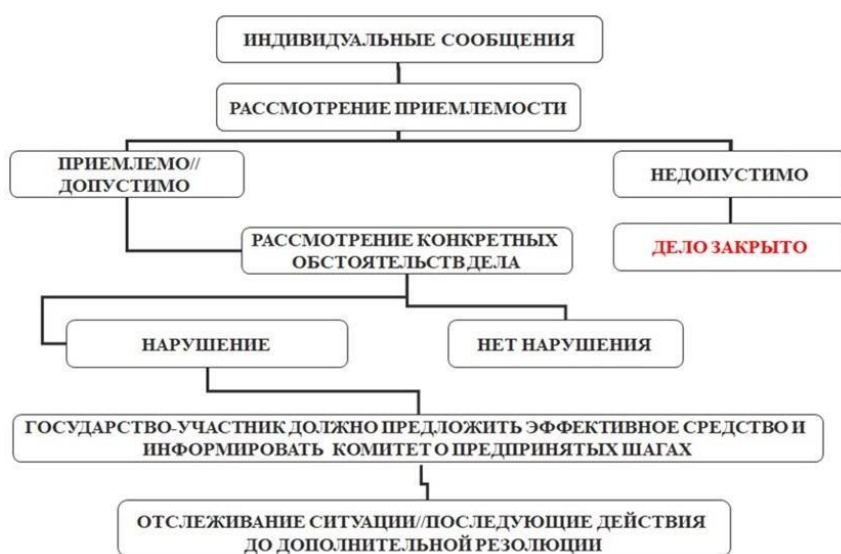 ИНДИВИДУАЛЬНЫЕ СООБЩЕНИЯ
РАССМОТРЕНИЕ ПРИЕМЛЕМОСТИ
ПРИЕМЛЕМО//
ДОПУСТИМО
НЕДОПУСТИМО
РАССМОТРЕНИЕ КОНКРЕТНЫХ
ОБСТОЯТЕЛЬСТВ ДЕЛА
ДЕЛО ЗАКРЫТО
НАРУШЕНИЕ
НЕТ НАРУШЕНИЯ
ГОСУДАРСТВО-УЧАСТНИК ДОЛЖНО ПРЕДЛОЖИТЬ ЭФФЕКТИВНОЕ СРЕДСТВО И
ИНФОРМИРОВАТЬ КОМИТЕТ О ПРЕДПРИНЯТЫХ ШАГАХ
ОТСЛЕЖИВАНИЕ СИТУАЦИИ//ПОСЛЕДУЮЩИЕ ДЕЙСТВИЯ
ДО ДОПОЛНИТЕЛЬНОЙ РЕЗОЛЮЦИИ